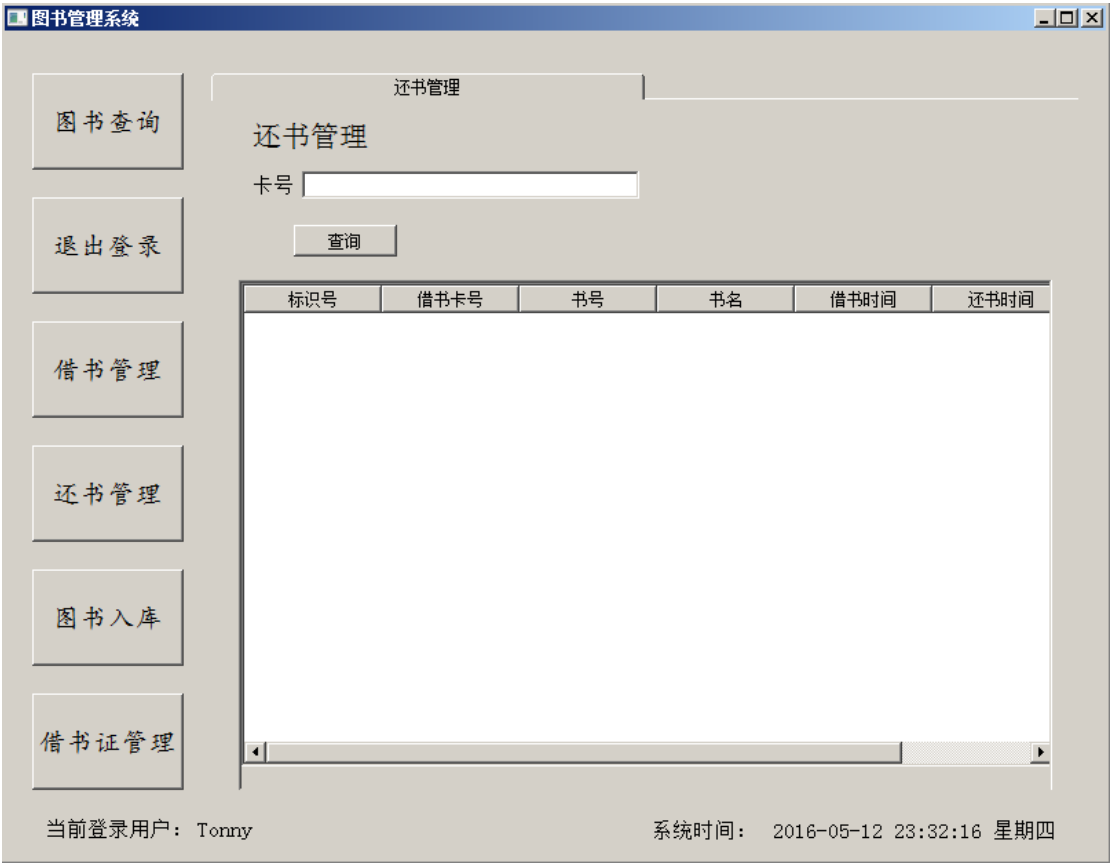 图书管理系统
图书查询
退出登录
借书管理
还书管理
图书入库
借书证管理
还书管理
还书管理
卡号
查询
标识号 借书卡号 书号 书名 借书时间 还书时间
当前登录用户： Tonny
系统时间： 2016-05-12 23:32:16 星期四